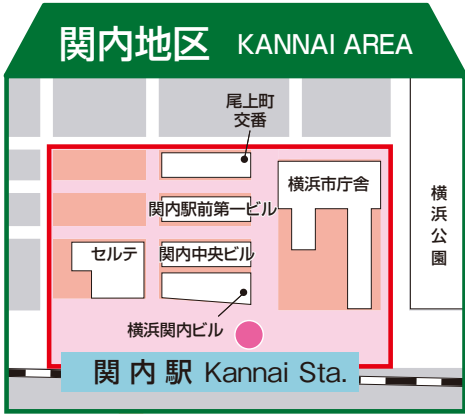 関内地区 KANNAI AREA
尾上町
交番
横浜市庁舎
関内駅前第一ビル
横浜公園
セルテ
関内中央ビル
横浜関内ビル
関内駅 Kannai Sta.